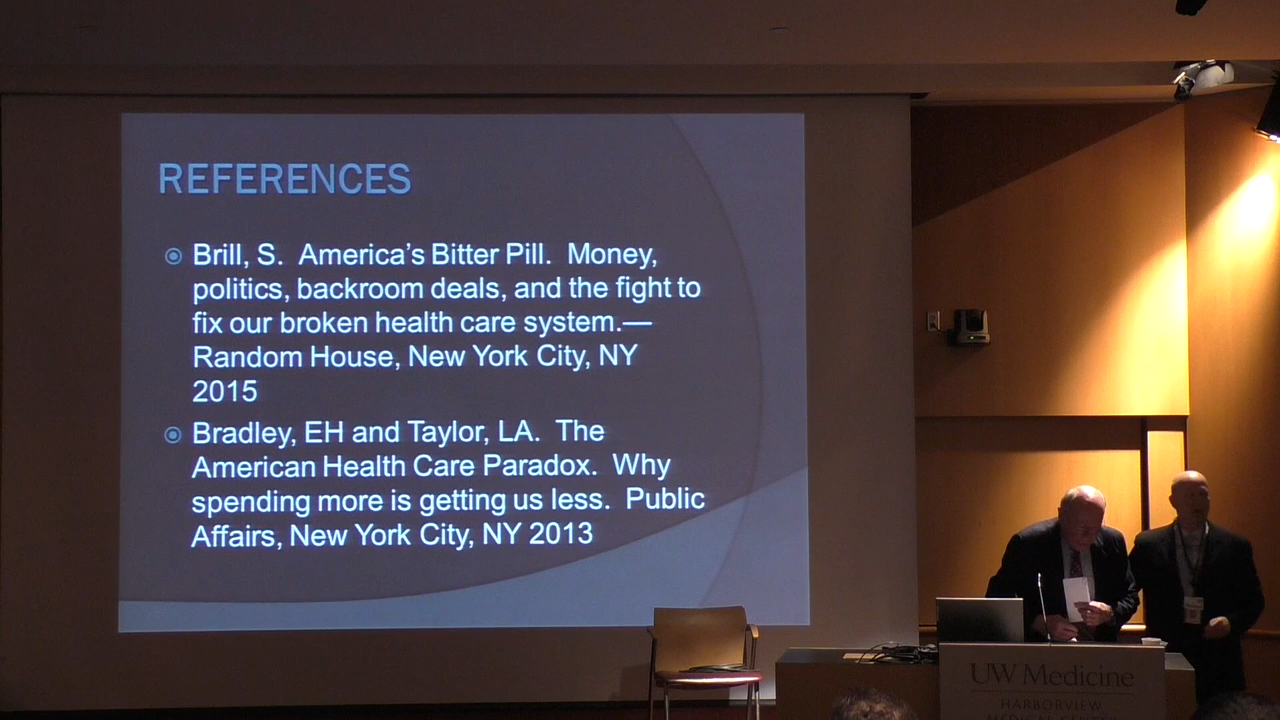 REFERENCES
Brill, S. America's Bitter Pill. Money,
politics, backroom deals, and the fight to
fix our broken health care system.—
Random House, New York City, NY
2015
Bradley, EH and Taylor, LA. The
American Health Care Paradox. Why
spending more is getting us less. Public
Affairs, New York City, NY 2013
UW Medicine
HARBORVIEW